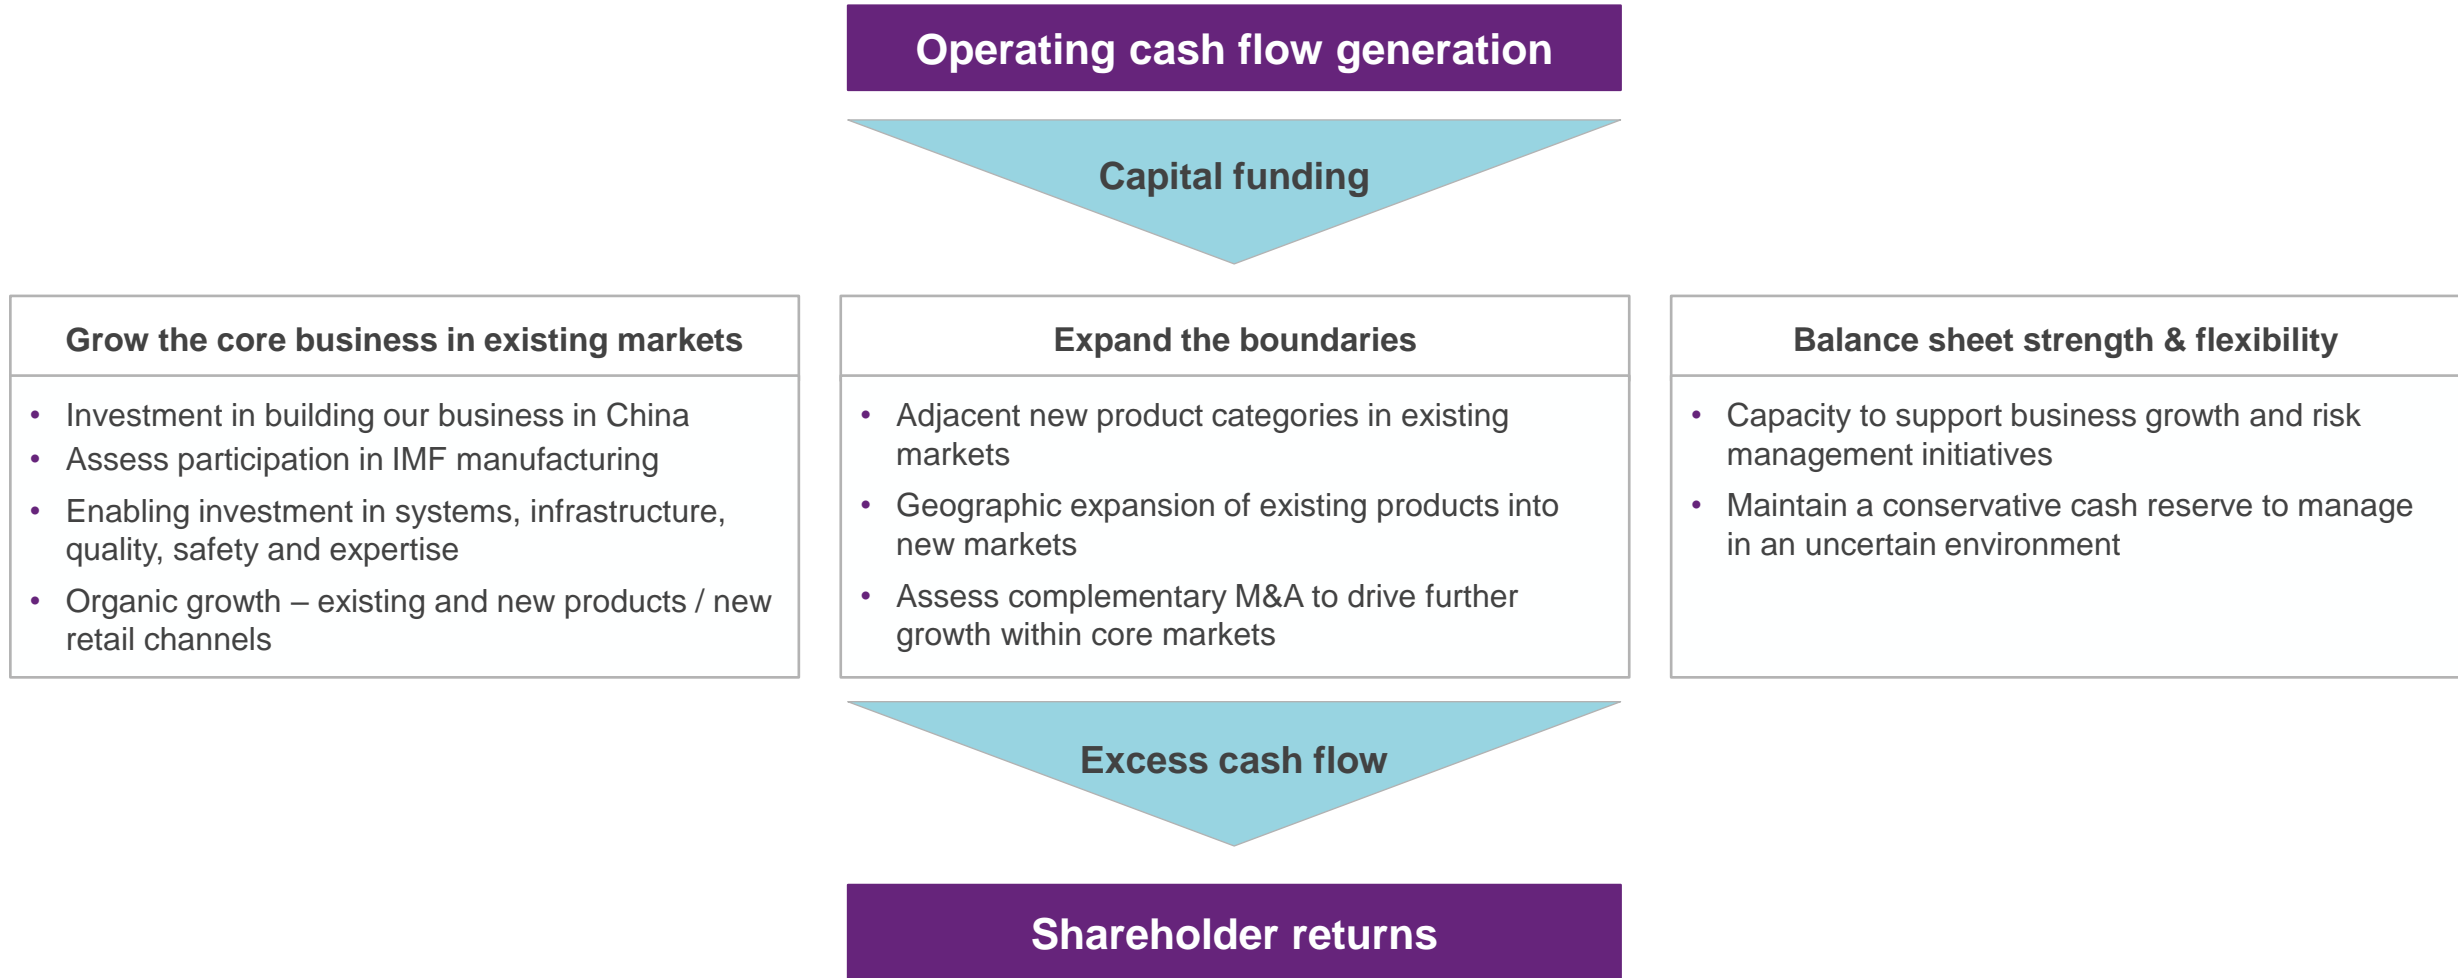 Operating cash flow generation
Capital funding
Grow the core business in existing markets
• Investment in building our business in China
• Assess participation in IMF manufacturing
• Enabling investment in systems, infrastructure,
quality, safety and expertise
• Organic growth – existing and new products / new
retail channels
Expand the boundaries
• Adjacent new product categories in existing
markets
• Geographic expansion of existing products into
new markets
• Assess complementary M&A to drive further
growth within core markets
Balance sheet strength & flexibility
• Capacity to support business growth and risk
management initiatives
• Maintain a conservative cash reserve to manage
in an uncertain environment
Excess cash flow
Shareholder returns